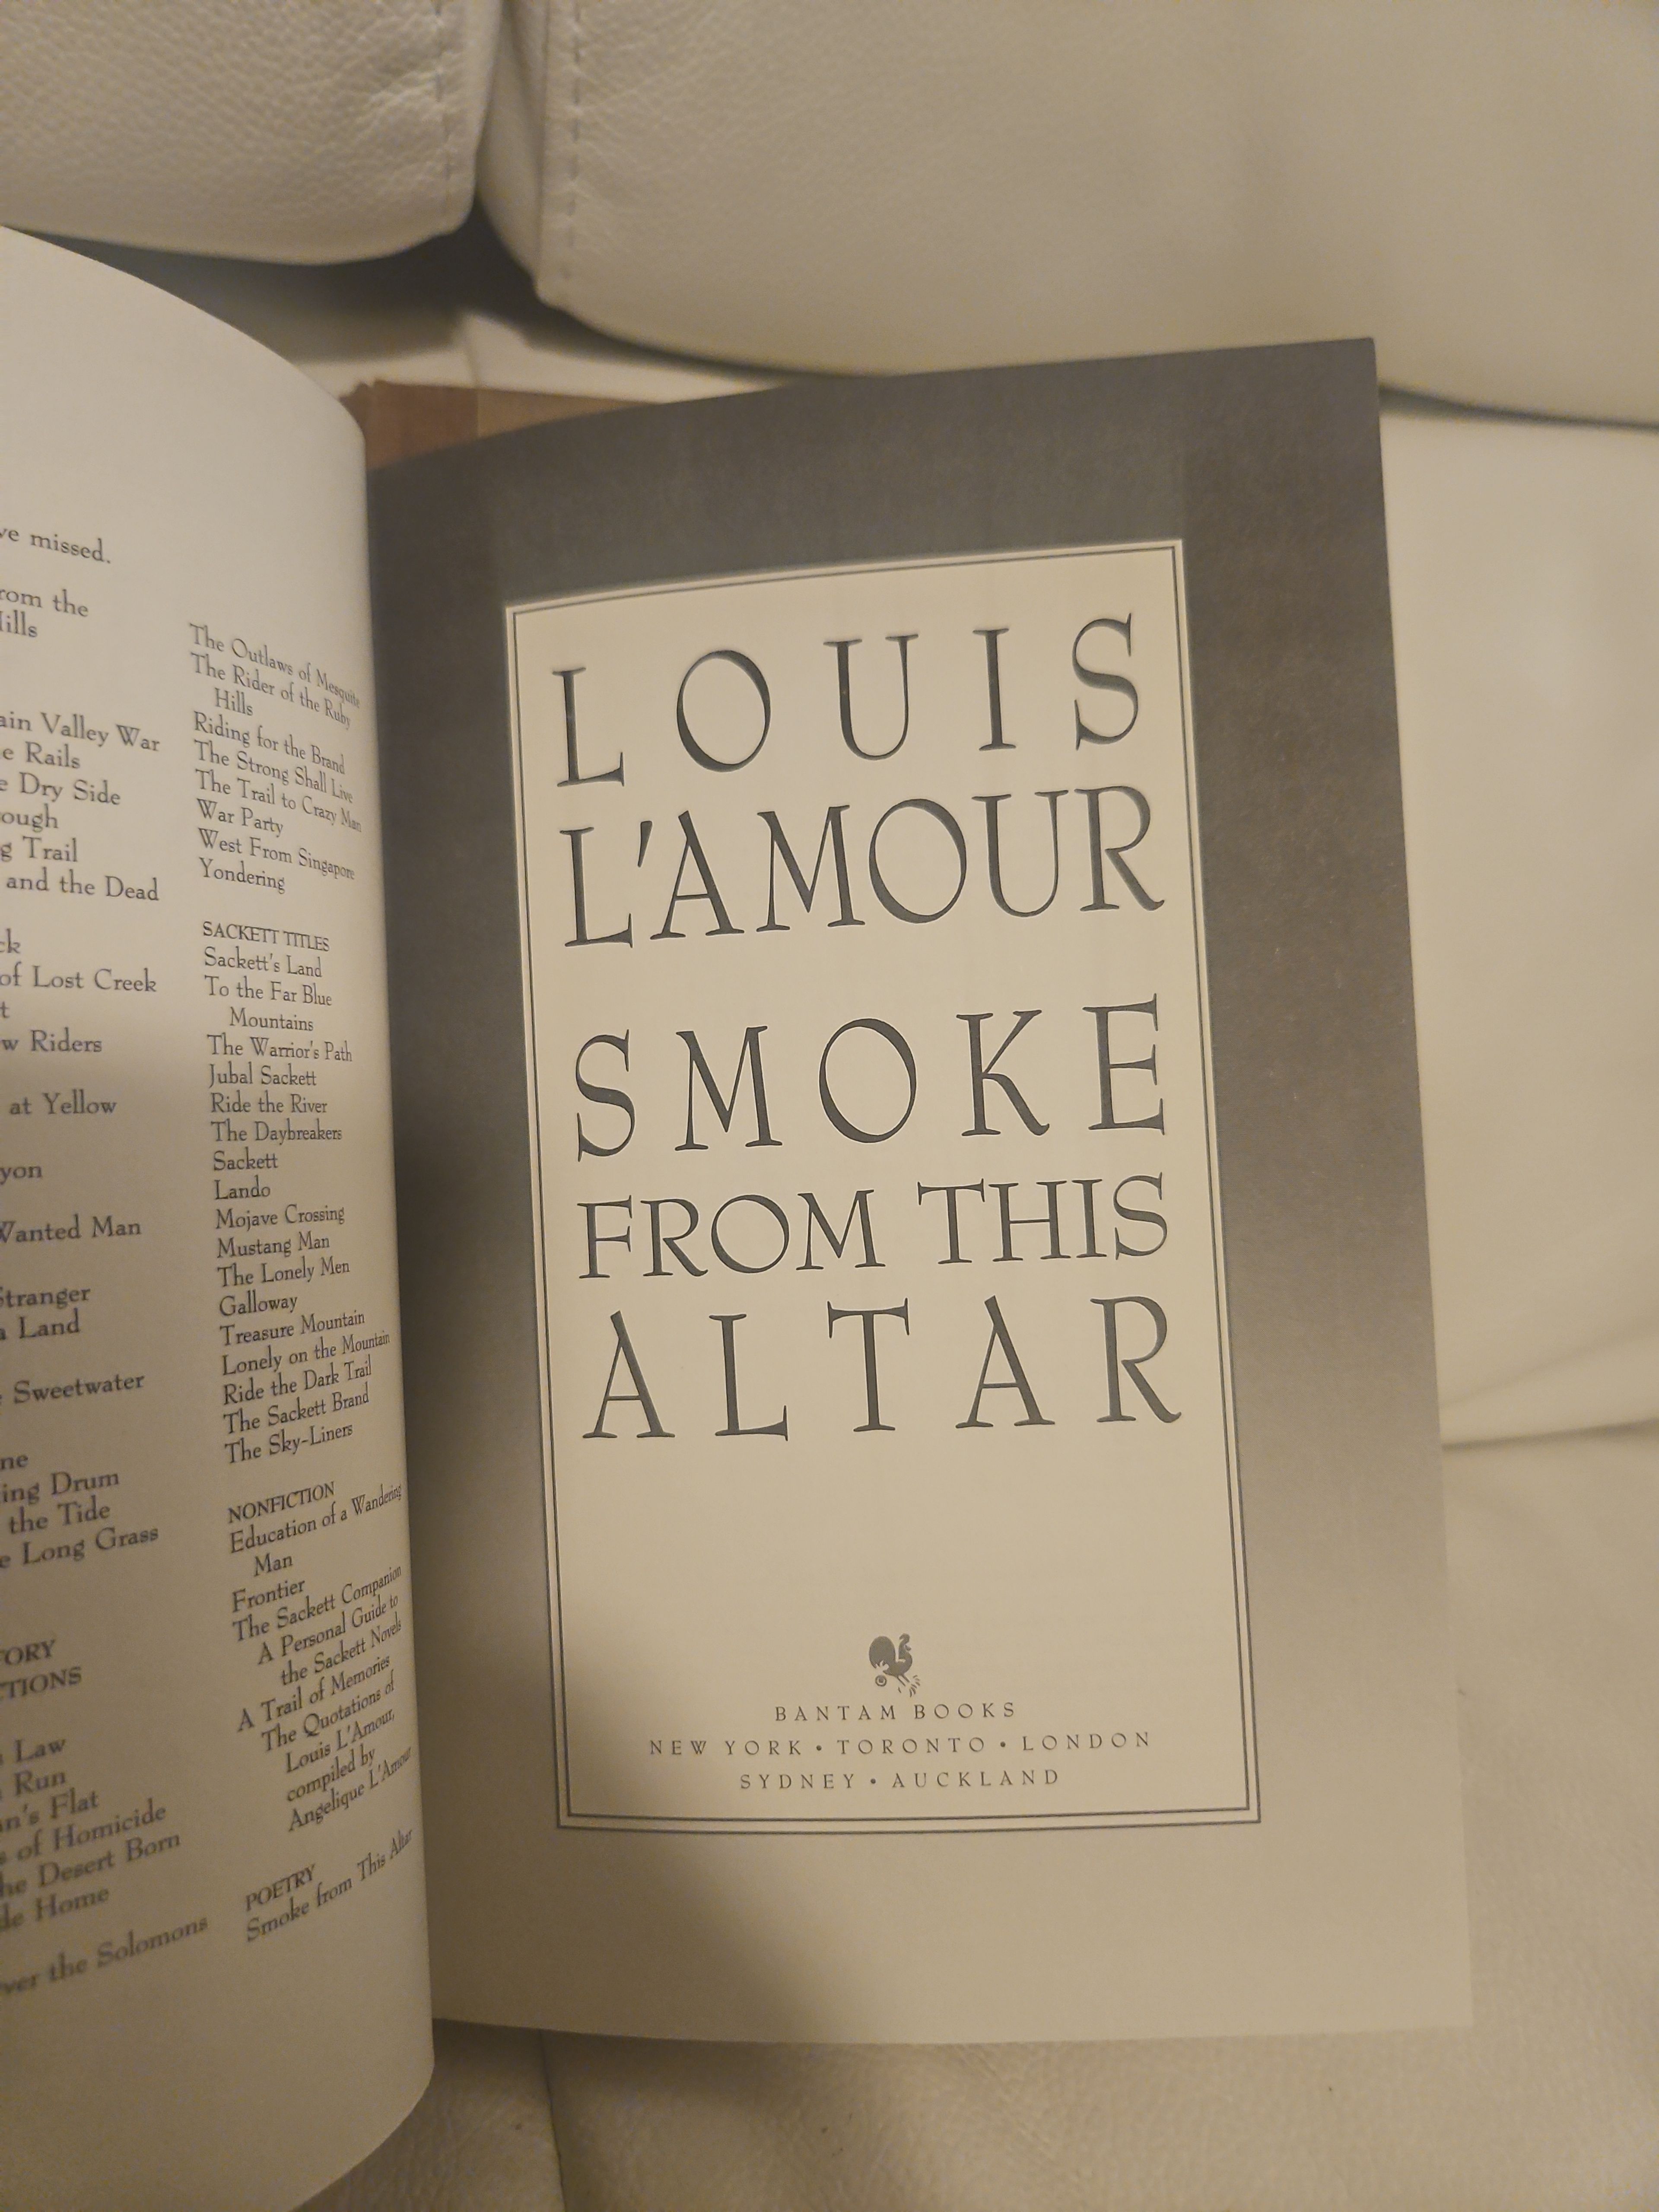 ve missed.
rom the
Hills
ain Valley War
e Rails
e Dry Side
ough
g Trail
and the Dead
ck
of Lost Creek
t
w Riders
at Yellow
yon
Wanted Man
Stranger
a Land
e Sweetwater
ne
ing Drum
the Tide
e Long Grass
TORY
CTIONS
Law
Run
an's Flat
s of Homicide
he Desert Born
de Home
ver the Solomons
The Outlaws of Mesquite
The Rider of the Ruby
Hills
Riding for the Brand
The Strong Shall Live
The Trail to Crazy Man
War Party
West From Singapore
Yondering
SACKETT TITLES
Sackett's Land
To the Far Blue
Mountains
The Warrior's Path
Jubal Sackett
Ride the River
The Daybreakers
Sackett
Lando
Mojave Crossing
Mustang Man
The Lonely Men
Galloway
Treasure Mountain
Lonely on the Mountain
Ride the Dark Trail
The Sackett Brand
The Sky-Liners
NONFICTION
Education of a Wandering
Man
Frontier
The Sackett Companion
A Personal Guide to
the Sackett Novels
A Trail of Memories
The Quotations of
Louis L'Amour,
compiled by
Angelique L'Amour
POETRY
Smoke from This Altar
LOUIS
L'AMOUR
SMOKE
FROM THIS
ALTAR
BANTAM BOOKS
NEW YORK • TORONTO • LONDON
SYDNEY • AUCKLAND